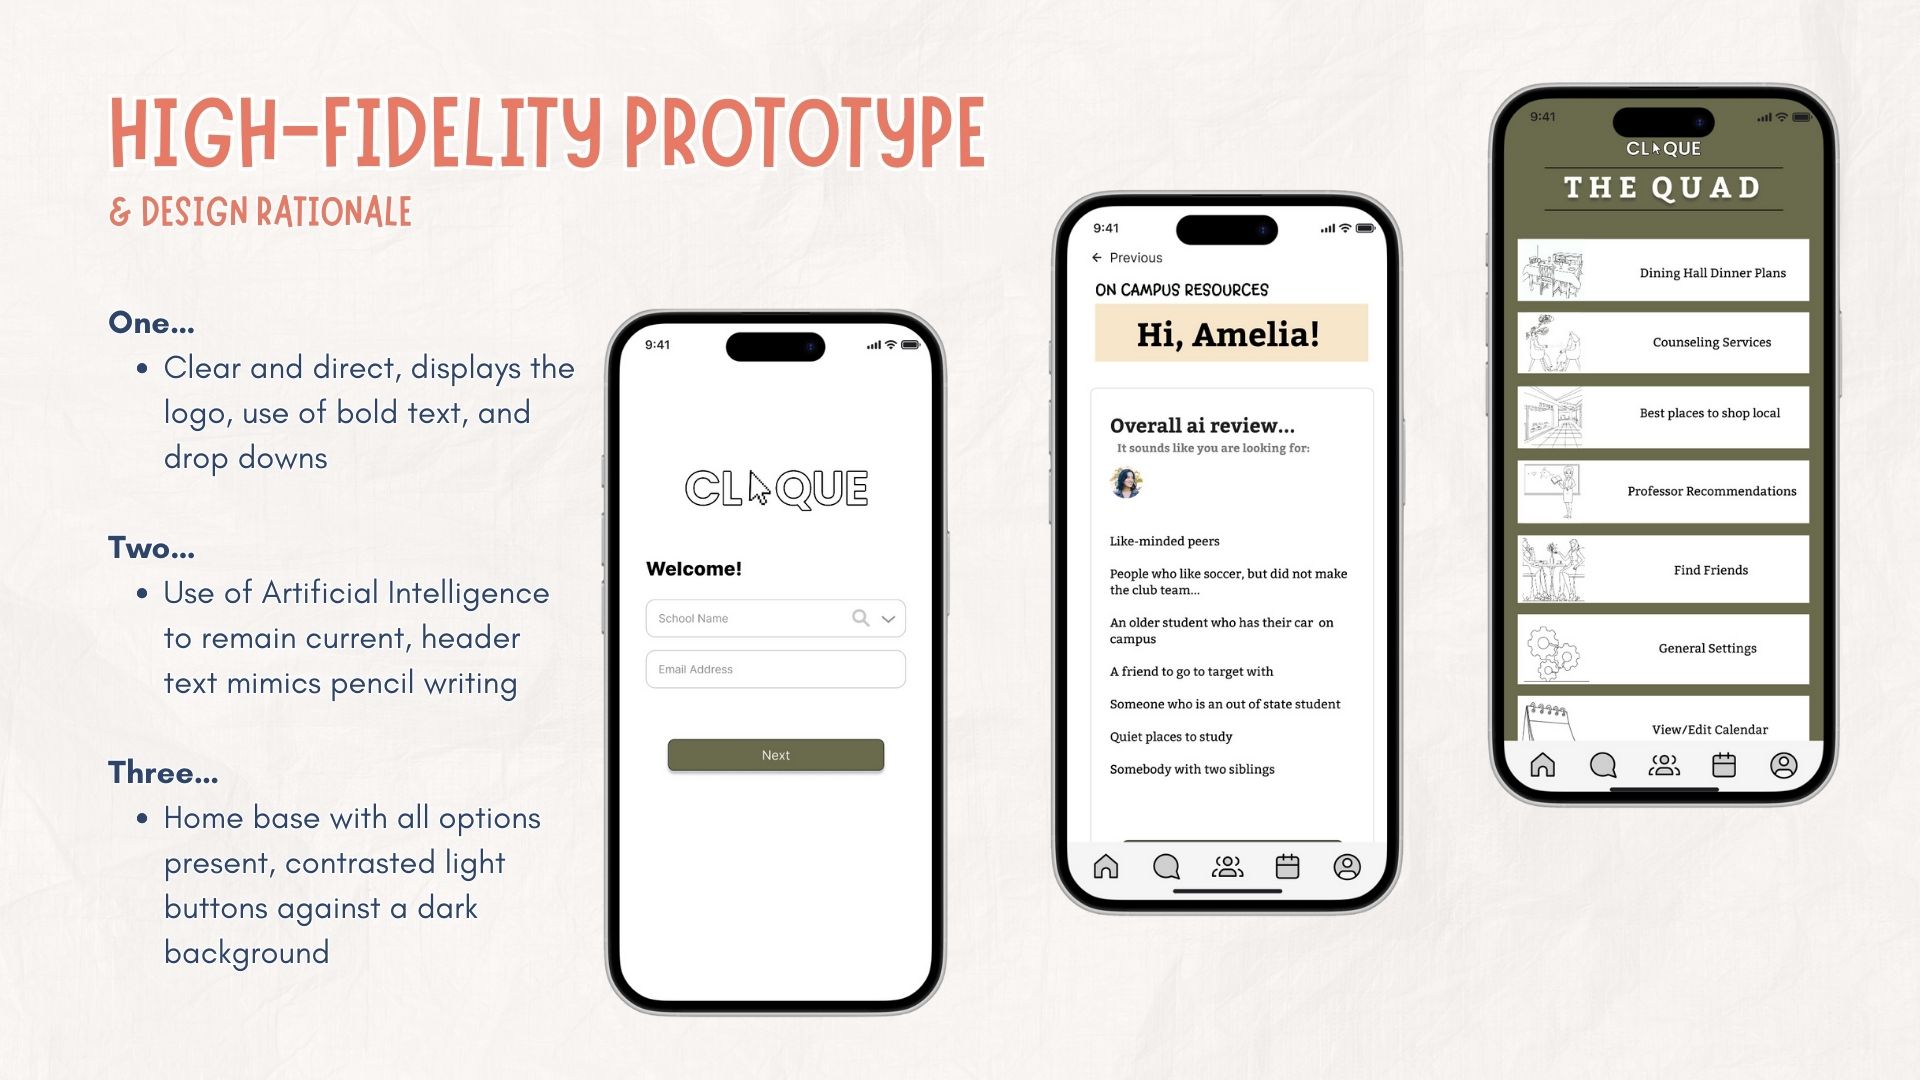 HIGH-FIDELITY PROTOTYPE
& DESIGN RATIONALE
One...
• Clear and direct, displays the
logo, use of bold text, and
drop downs
Two...
• Use of Artificial Intelligence
to remain current, header
text mimics pencil writing
Three...
• Home base with all options
present, contrasted light
buttons against a dark
background
9:41
CLIQUE
Welcome!
School Name
Email Address
Next
9:41
← Previous
ON CAMPUS RESOURCES
Hi, Amelia!
Overall ai review...
It sounds like you are looking for:
Like-minded peers
People who like soccer, but did not make
the club team...
An older student who has their car on
campus
A friend to go to target with
Someone who is an out of state student
Quiet places to study
Somebody with two siblings
9:41
CLIQUE
THE QUAD
Dining Hall Dinner Plans
Counseling Services
Best places to shop local
Professor Recommendations
Find Friends
General Settings
View/Edit Calendar